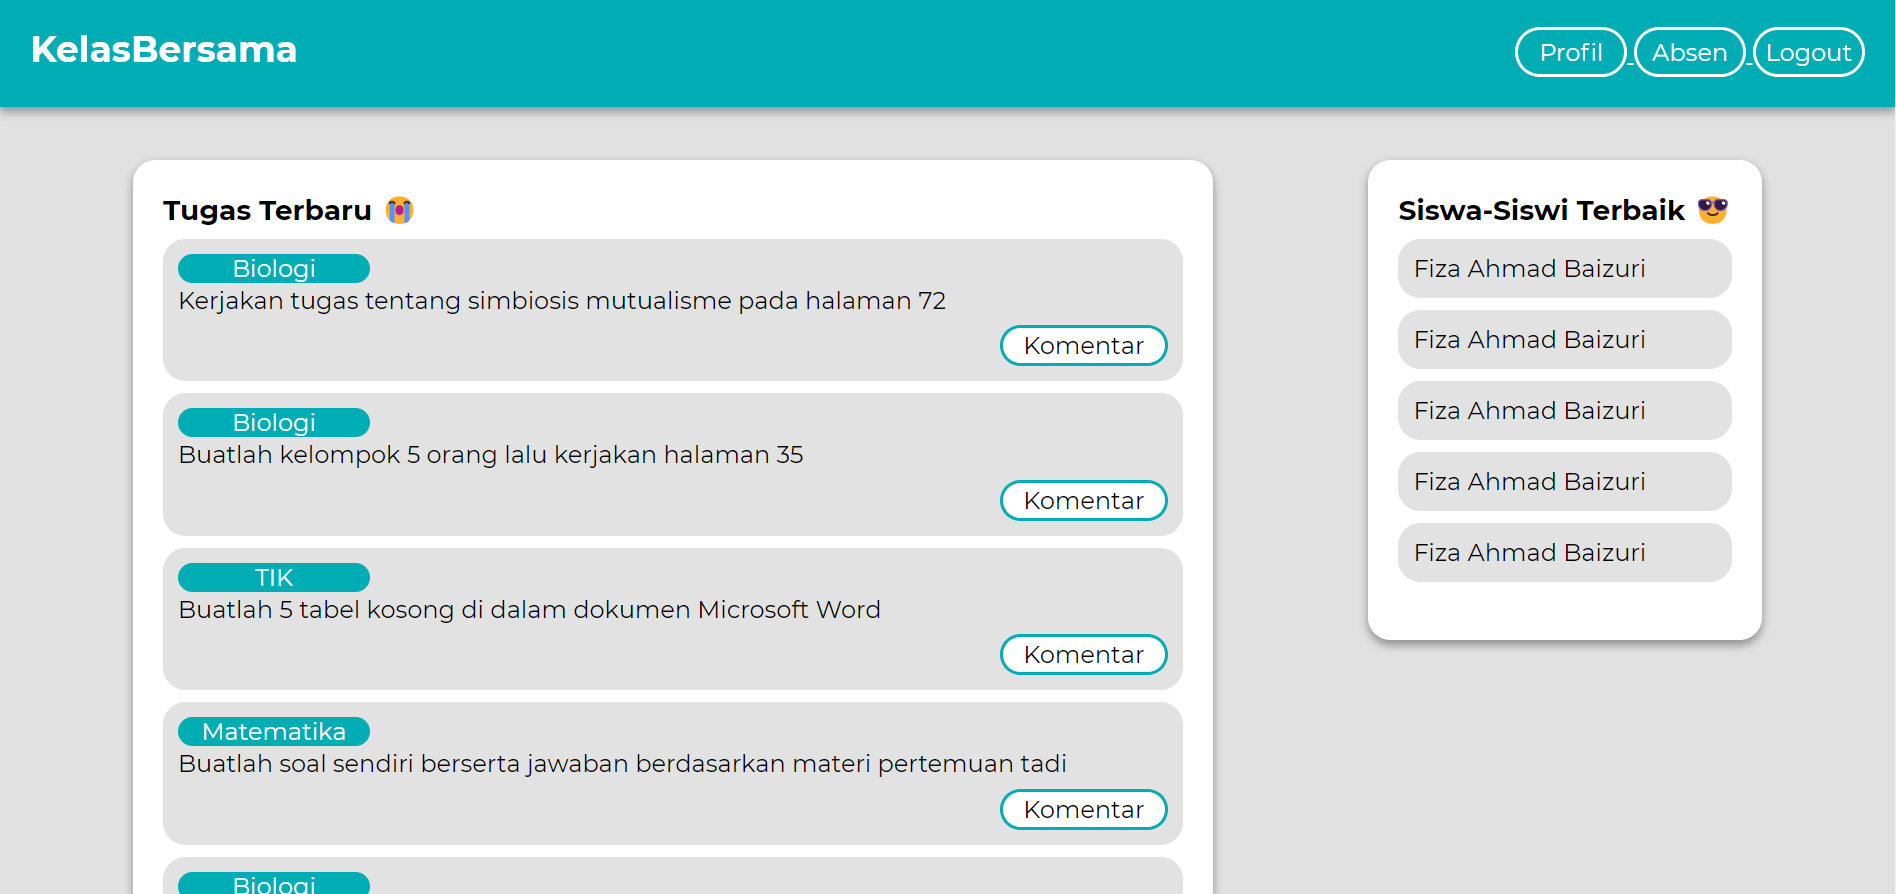 KelasBersama
Profil Absen Logout
Tugas Terbaru 😭
Biologi
Kerjakan tugas tentang simbiosis mutualisme pada halaman 72
Komentar
Biologi
Buatlah kelompok 5 orang lalu kerjakan halaman 35
Komentar
TIK
Buatlah 5 tabel kosong di dalam dokumen Microsoft Word
Komentar
Matematika
Buatlah soal sendiri berserta jawaban berdasarkan materi pertemuan tadi
Komentar
Biologi
Siswa-Siswi Terbaik 😎
Fiza Ahmad Baizuri
Fiza Ahmad Baizuri
Fiza Ahmad Baizuri
Fiza Ahmad Baizuri
Fiza Ahmad Baizuri